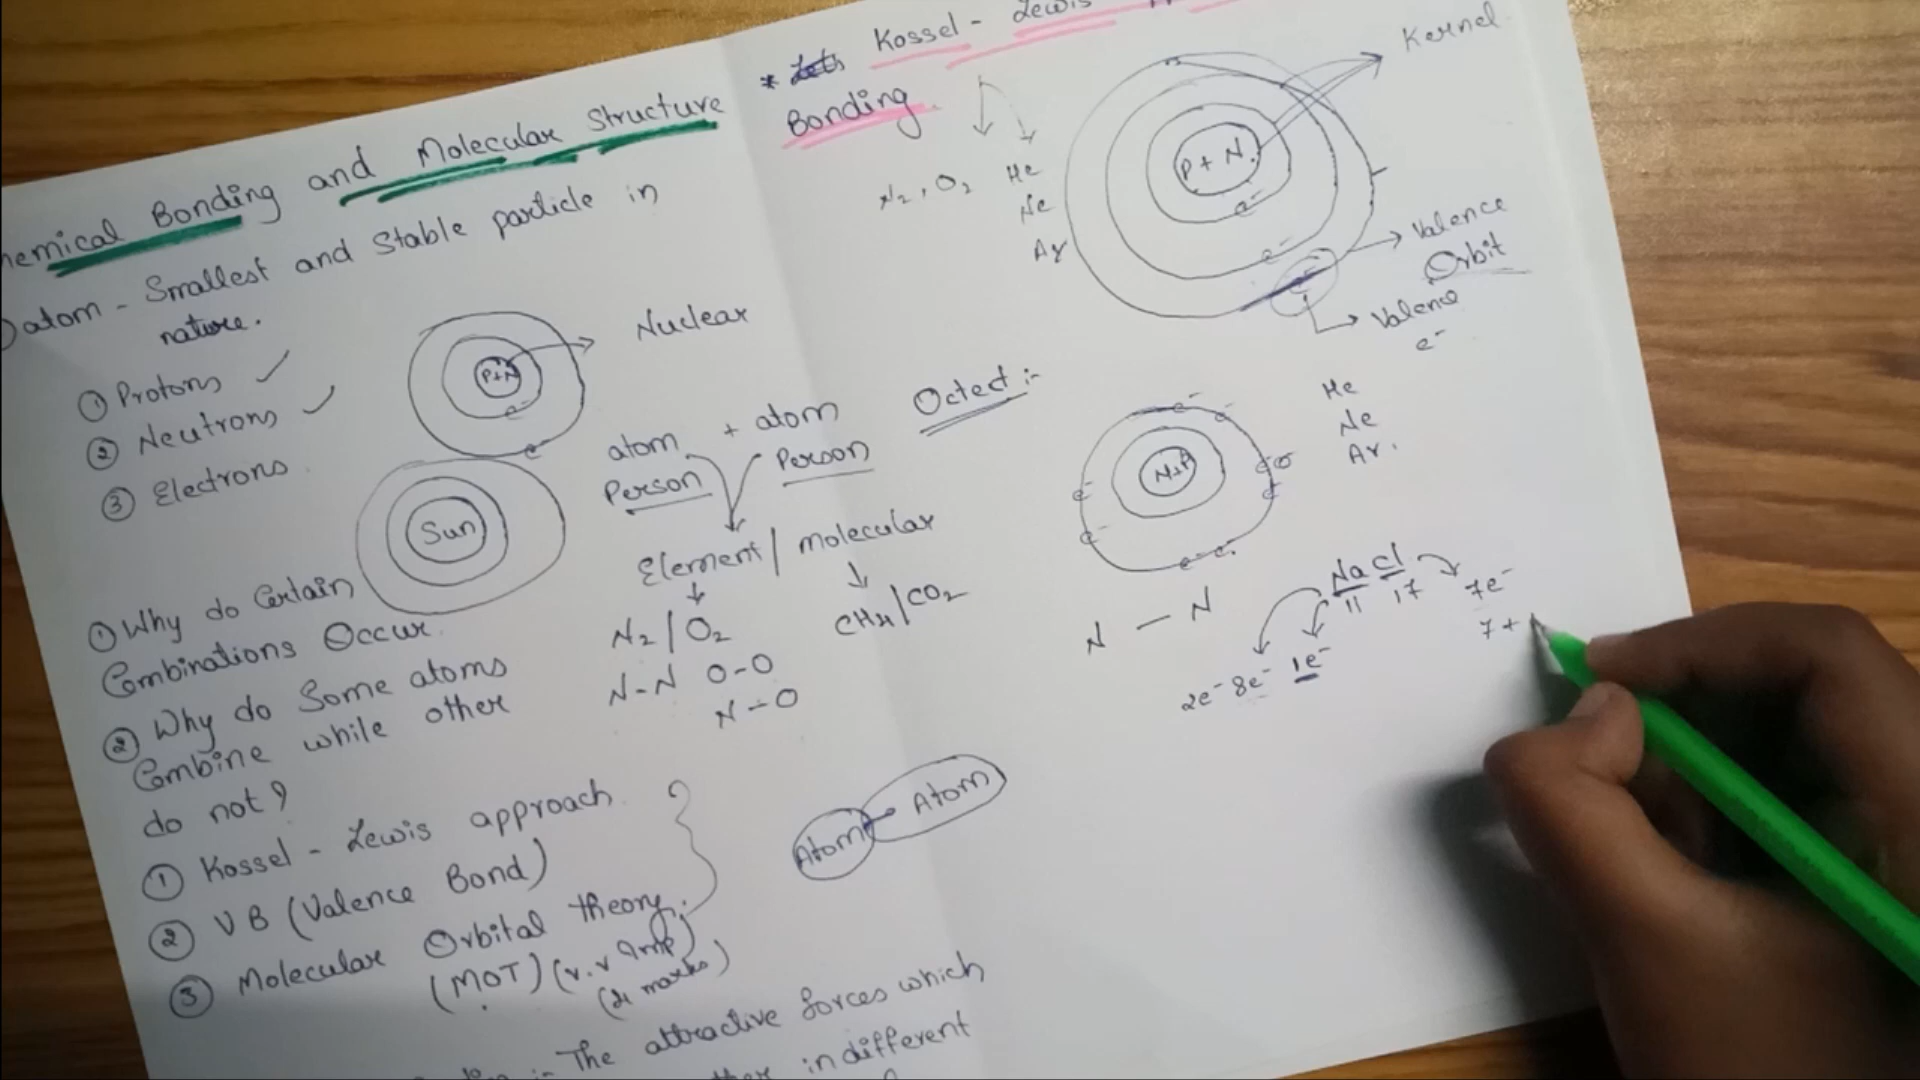 hemical Bonding and Molecular Structure
atom - Smallest and Stable particle in
nature.
① Protons ✓
② Neutrons ✓
③ Electrons
P+N
e-
e-
Nuclear
Sun
atom + atom
Person Person
Element / molecular
N2/O2 CH4/CO2
N-N O-O
N-O
① Why do Certain
Combinations Occur.
② Why do Some atoms
Combine while other
do not?
① Kossel - Lewis approach
② VB (Valence Bond)
③ Molecular Orbital theory.
(MOT) (v.v Imp)
marks)
Atom Atom
:- The attractive forces which
in different
* Kossel - Lewis
Bonding.
N2, O2 He
Ne
Ar
P+N.
e-
e-
Kernel
Valence
Orbit
Valence
e-
Octect :-
N+P
e-
e-
e-
e-
e-
e-
e-
He
Ne
Ar.
N - N
NaCl
11 17
7e-
7+
2e- 8e- 1e-